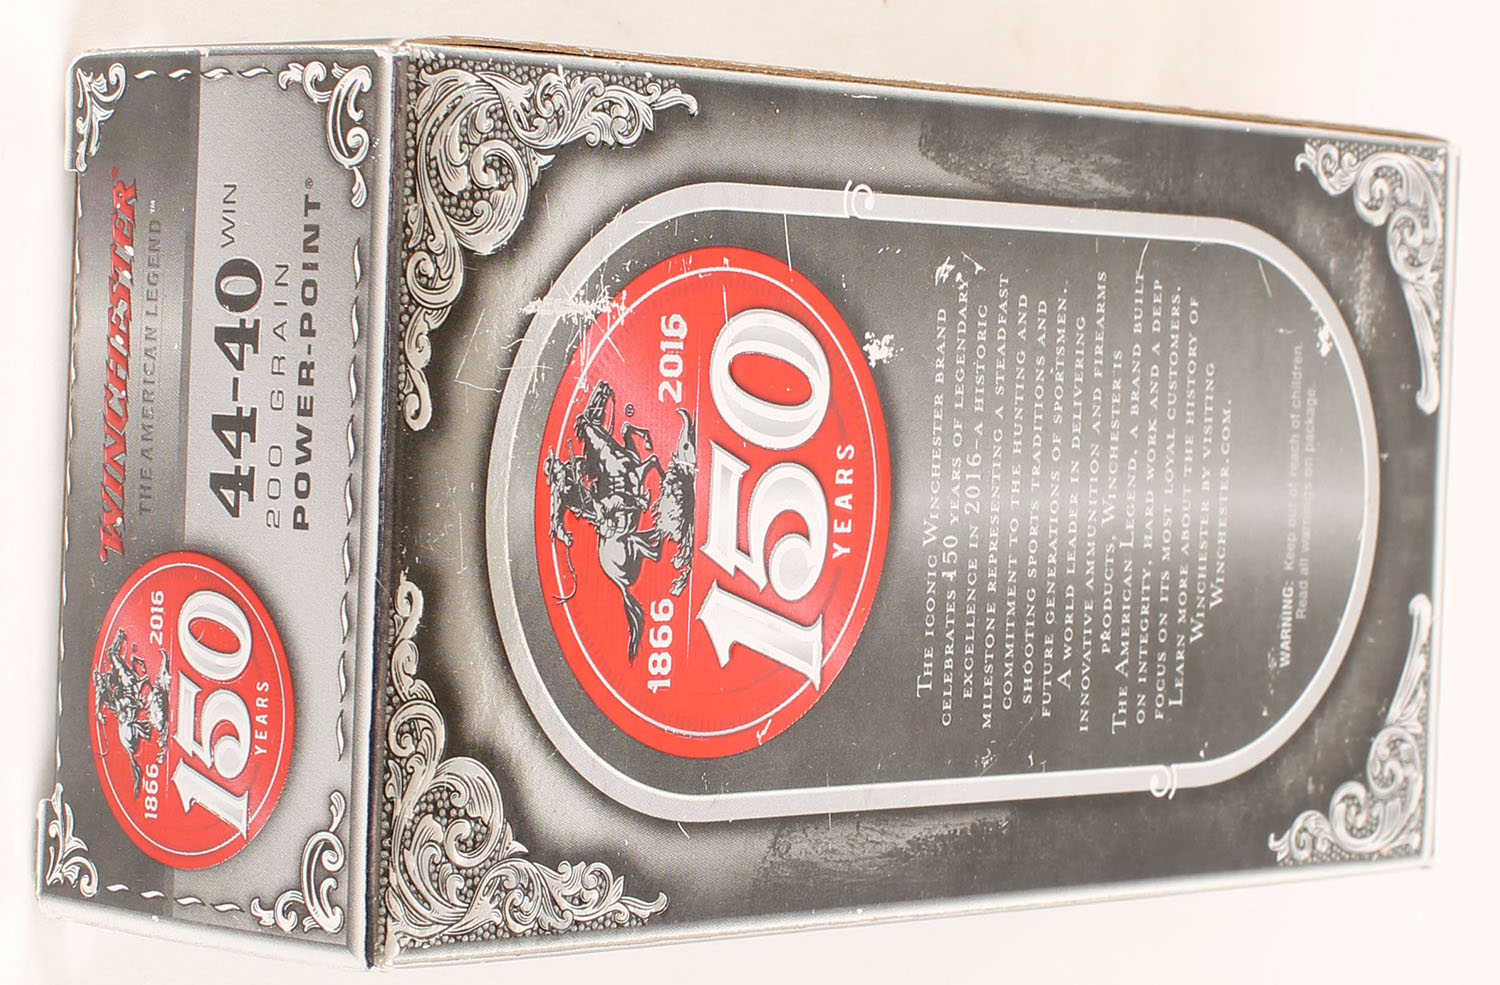 WINCHESTER
THE AMERICAN LEGEND™
44-40 WIN
200 GRAIN
POWER-POINT®
1866 2016
150
YEARS
1866 ® 2016
150
YEARS
THE ICONIC WINCHESTER BRAND
CELEBRATES 150 YEARS OF LEGENDARY
EXCELLENCE IN 2016 – A HISTORIC
MILESTONE REPRESENTING A STEADFAST
COMMITMENT TO THE HUNTING AND
SHOOTING SPORTS TRADITIONS AND
FUTURE GENERATIONS OF SPORTSMEN.
A WORLD LEADER IN DELIVERING
INNOVATIVE AMMUNITION AND FIREARMS
PRODUCTS, WINCHESTER IS
THE AMERICAN LEGEND, A BRAND BUILT
ON INTEGRITY, HARD WORK AND A DEEP
FOCUS ON ITS MOST LOYAL CUSTOMERS.
LEARN MORE ABOUT THE HISTORY OF
WINCHESTER BY VISITING
WINCHESTER.COM.
WARNING: Keep out of reach of children.
Read all warnings on package.